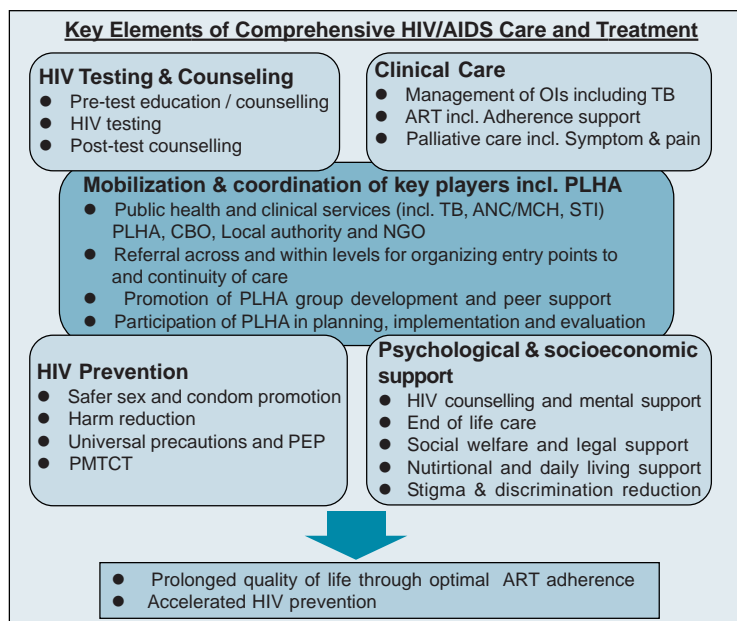 Key Elements of Comprehensive HIV/AIDS Care and Treatment
HIV Testing & Counseling
● Pre-test education / counselling
● HIV testing
● Post-test counselling
Clinical Care
● Management of OIs including TB
● ART incl. Adherence support
● Palliative care incl. Symptom & pain
Mobilization & coordination of key players incl. PLHA
● Public health and clinical services (incl. TB, ANC/MCH, STI)
PLHA, CBO, Local authority and NGO
● Referral across and within levels for organizing entry points to
and continuity of care
● Promotion of PLHA group development and peer support
● Participation of PLHA in planning, implementation and evaluation
HIV Prevention
● Safer sex and condom promotion
● Harm reduction
● Universal precautions and PEP
● PMTCT
Psychological & socioeconomic
support
● HIV counselling and mental support
● End of life care
● Social welfare and legal support
● Nutirtional and daily living support
● Stigma & discrimination reduction
● Prolonged quality of life through optimal ART adherence
● Accelerated HIV prevention